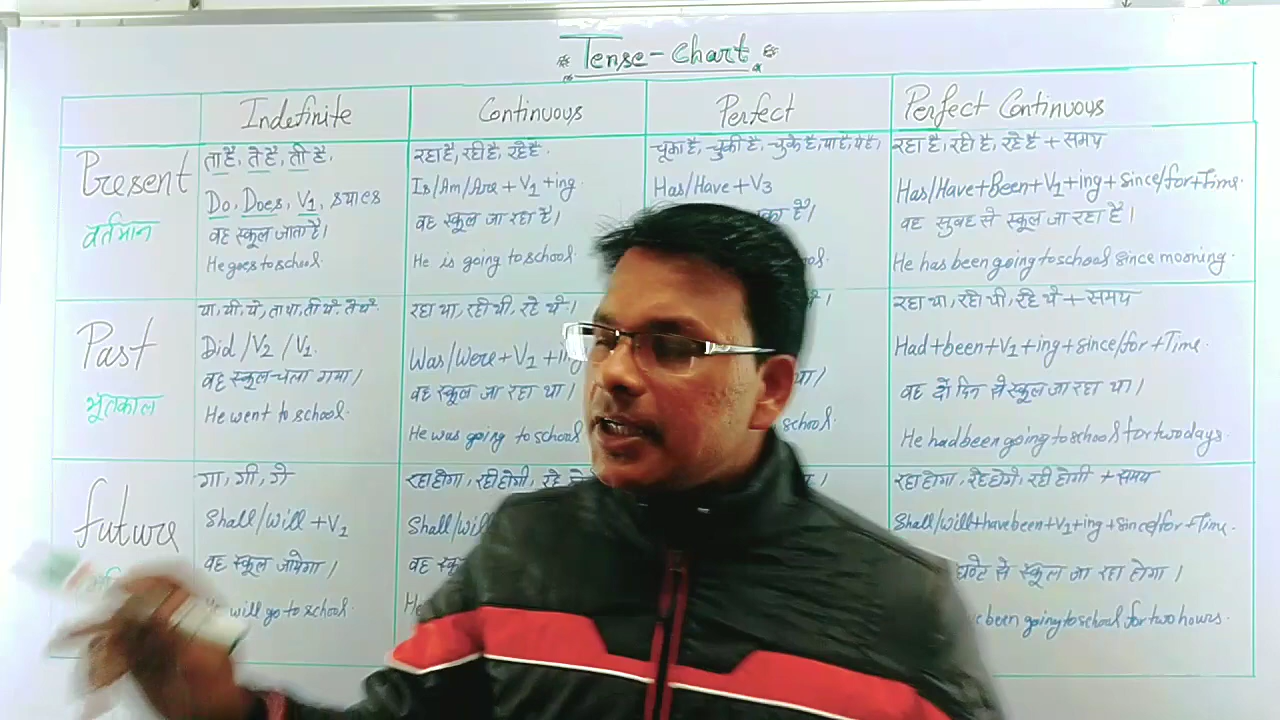 Tense-Chart
Indefinite
Continuous
Perfect
Perfect Continuous
Present
वर्तमान
ता है, ते है, ती है.
Do, Does, V1, s या es
वह स्कूल जाता है।
He goes to school.
रहा है, रही है, रहे है.
Is/Am/Are + V1 + ing
वह स्कूल जा रहा है।
He is going to school.
चूका है, चुकी है, चुके है, या है, ये है।
Has/Have + V3
है।
रहा है, रही है, रहे है + समय
Has/Have+Been+V1+ing+since/for+Time.
वह सुबह से स्कूल जा रहा है।
He has been going to school since mooning.
Past
भूतकाल
या, यी, ये, ता था, ती थी, ते थे.
Did /V2 /V1.
वह स्कूल चला गया।
He went to school.
रहा था, रही थी, रहे थे।
Was/Were + V1 + ing
वह स्कूल जा रहा था।
He was going to school
school.
रहा था, रही थी, रहे थे + समय
Had+been+V1+ing+since/for+Time.
वह दो दिन से स्कूल जा रहा था।
He had been going to school for two days.
future
गा, गी, गे
Shall/will + V1
वह स्कूल जायेगा।
will go to school.
रहा होगा, रही होगी, रहे
Shall/will
वह
He
रहा होगा, रहे होगे, रही होगी + समय
Shall/will+have been+V1+ing+since/for+Time.
घण्टे से स्कूल जा रहा होगा।
been going to school for two hours.